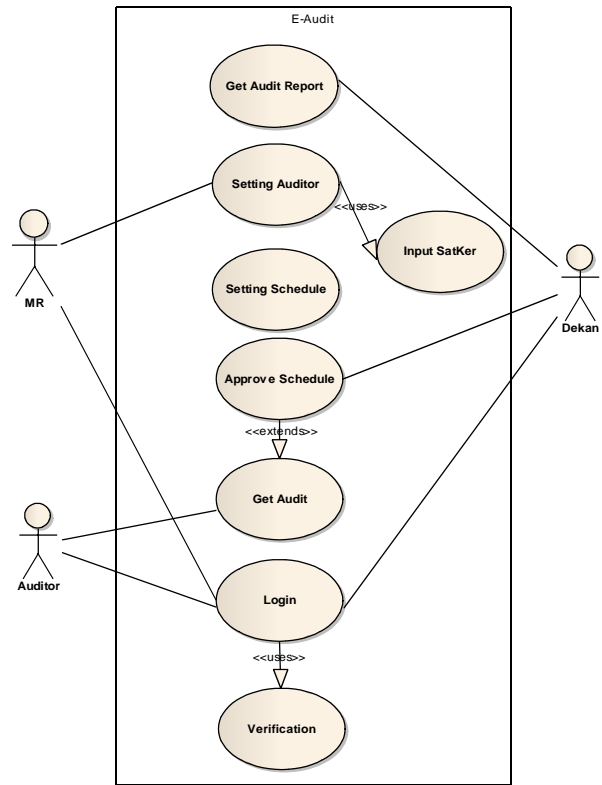 E-Audit
Get Audit Report
Setting Auditor
<<uses>>
Input SatKer
MR
Setting Schedule
Dekan
Approve Schedule
<<extends>>
Get Audit
Auditor
Login
<<uses>>
Verification